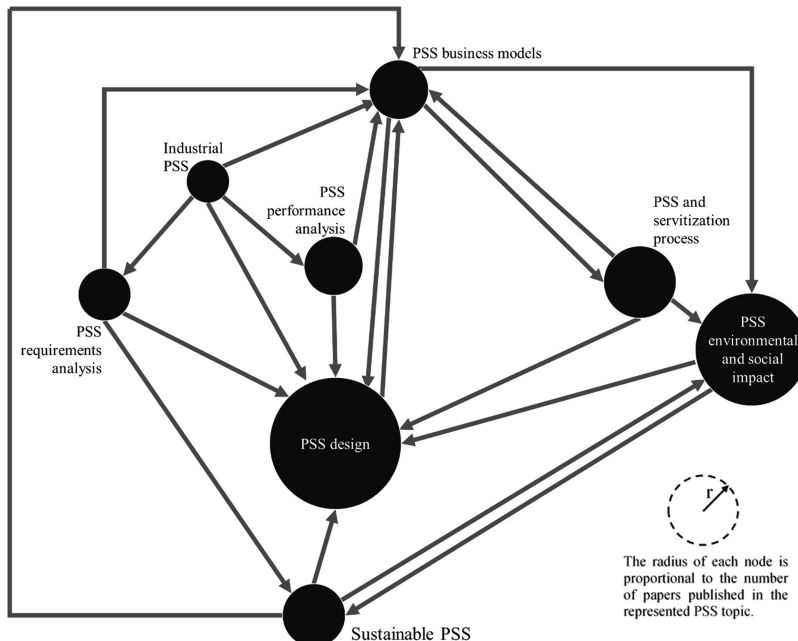 PSS business models
Industrial
PSS
PSS
performance
analysis
PSS and
servitization
process
PSS
requirements
analysis
PSS
environmental
and social
impact
PSS design
r
The radius of each node is
proportional to the number
of papers published in the
represented PSS topic.
Sustainable PSS